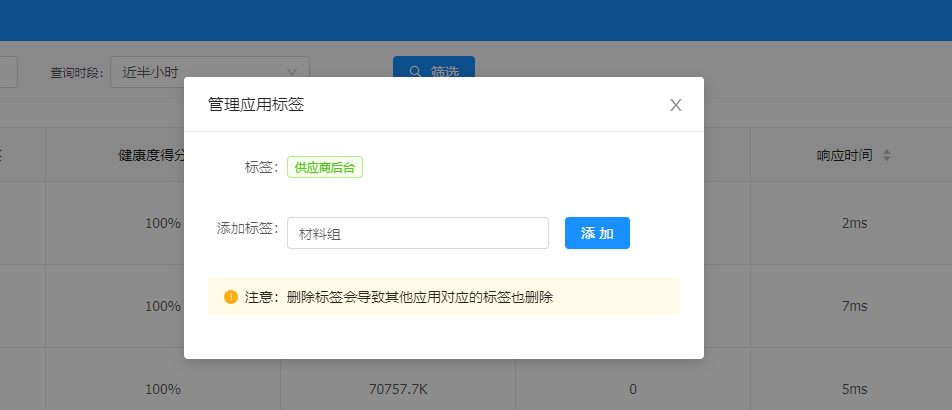 查询时段： 近半小时 筛选
管理应用标签
健康度得分 响应时间
标签： 供应商后台
100% 2ms
添加标签： 材料组 添 加
注意：删除标签会导致其他应用对应的标签也删除
100% 7ms
100% 70757.7K 0 5ms